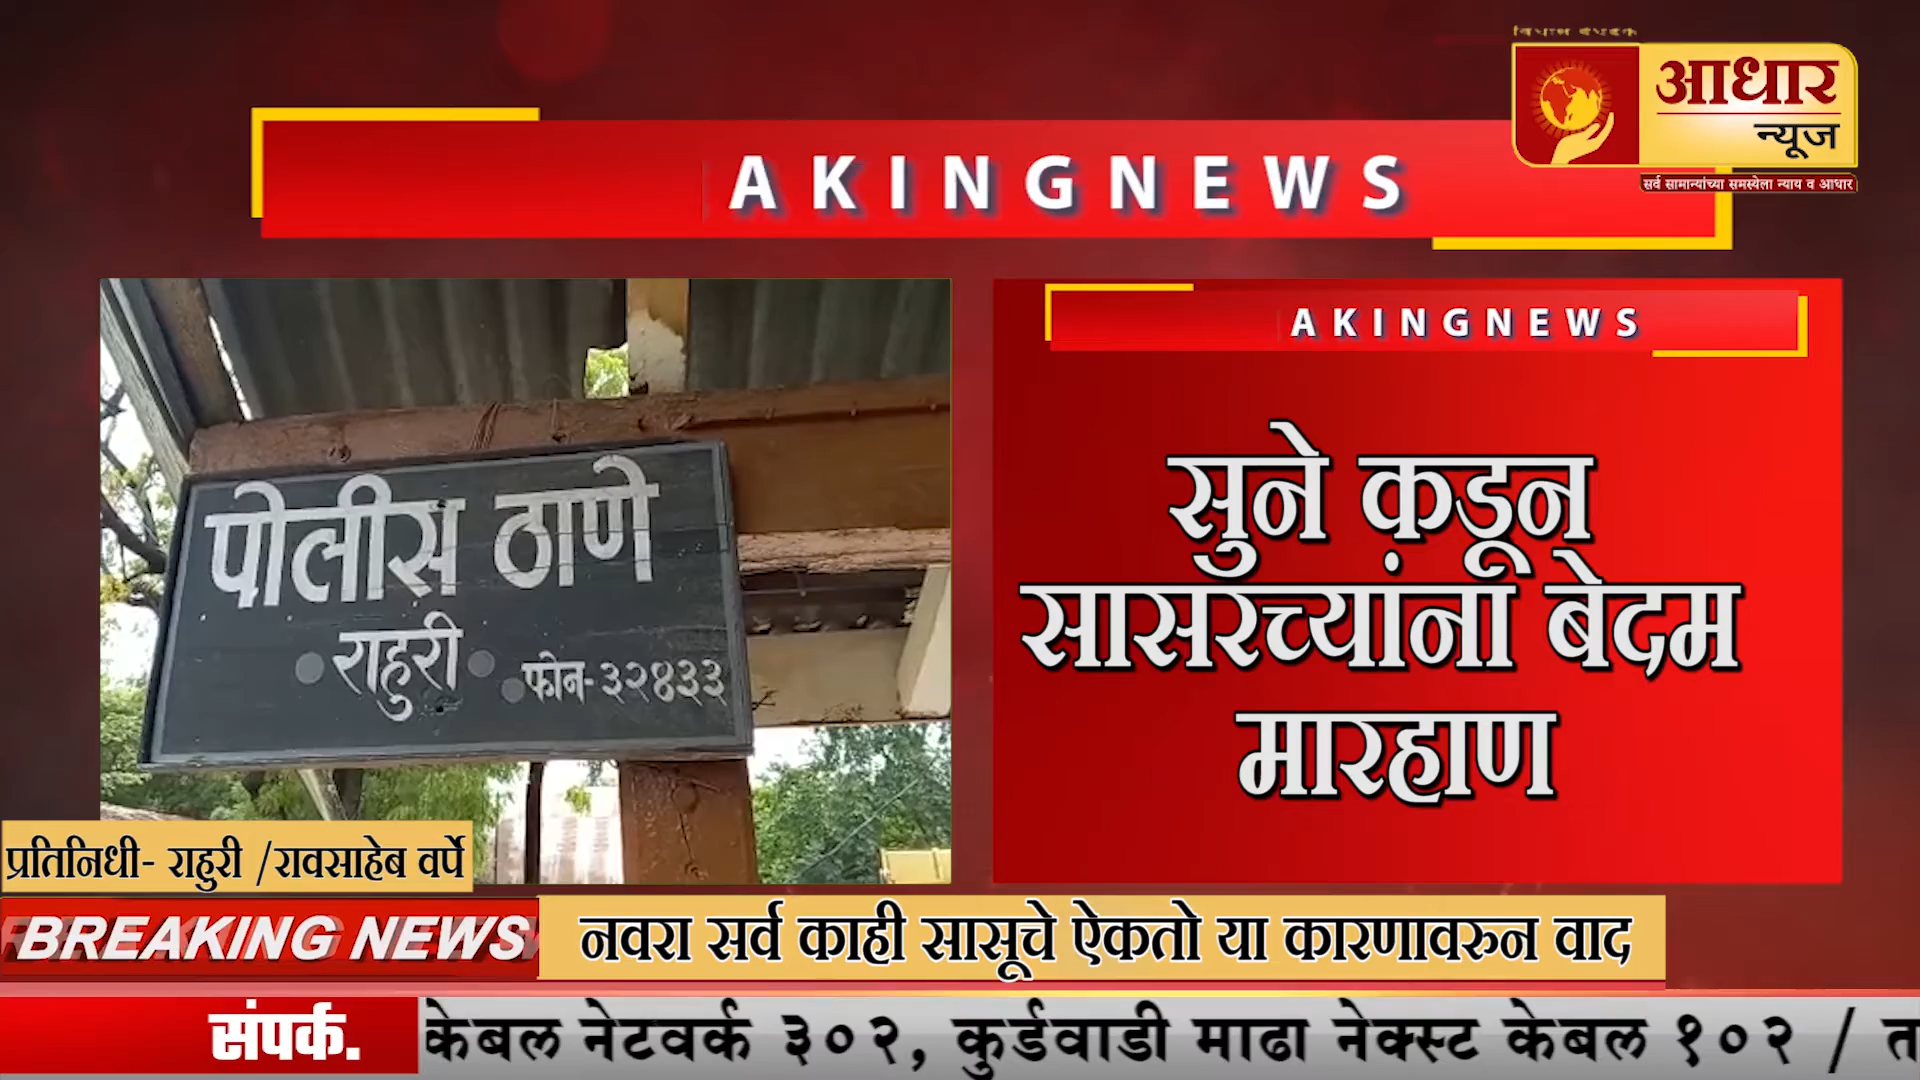 आधार
न्यूज
सर्व सामान्यांच्या समस्येला न्याय व आधार
AKINGNEWS
AKINGNEWS
पोलीस ठाणे
राहुरी
फोन-३२४३३
सुने कडून
सासरच्यांना बेदम
मारहाण
प्रतिनिधी- राहुरी /रावसाहेब वर्पे
BREAKING NEWS
नवरा सर्व काही सासूचे ऐकतो या कारणावरुन वाद
संपर्क.
केबल नेटवर्क ३०२, कुर्डवाडी माढा नेक्स्ट केबल १०२ / त